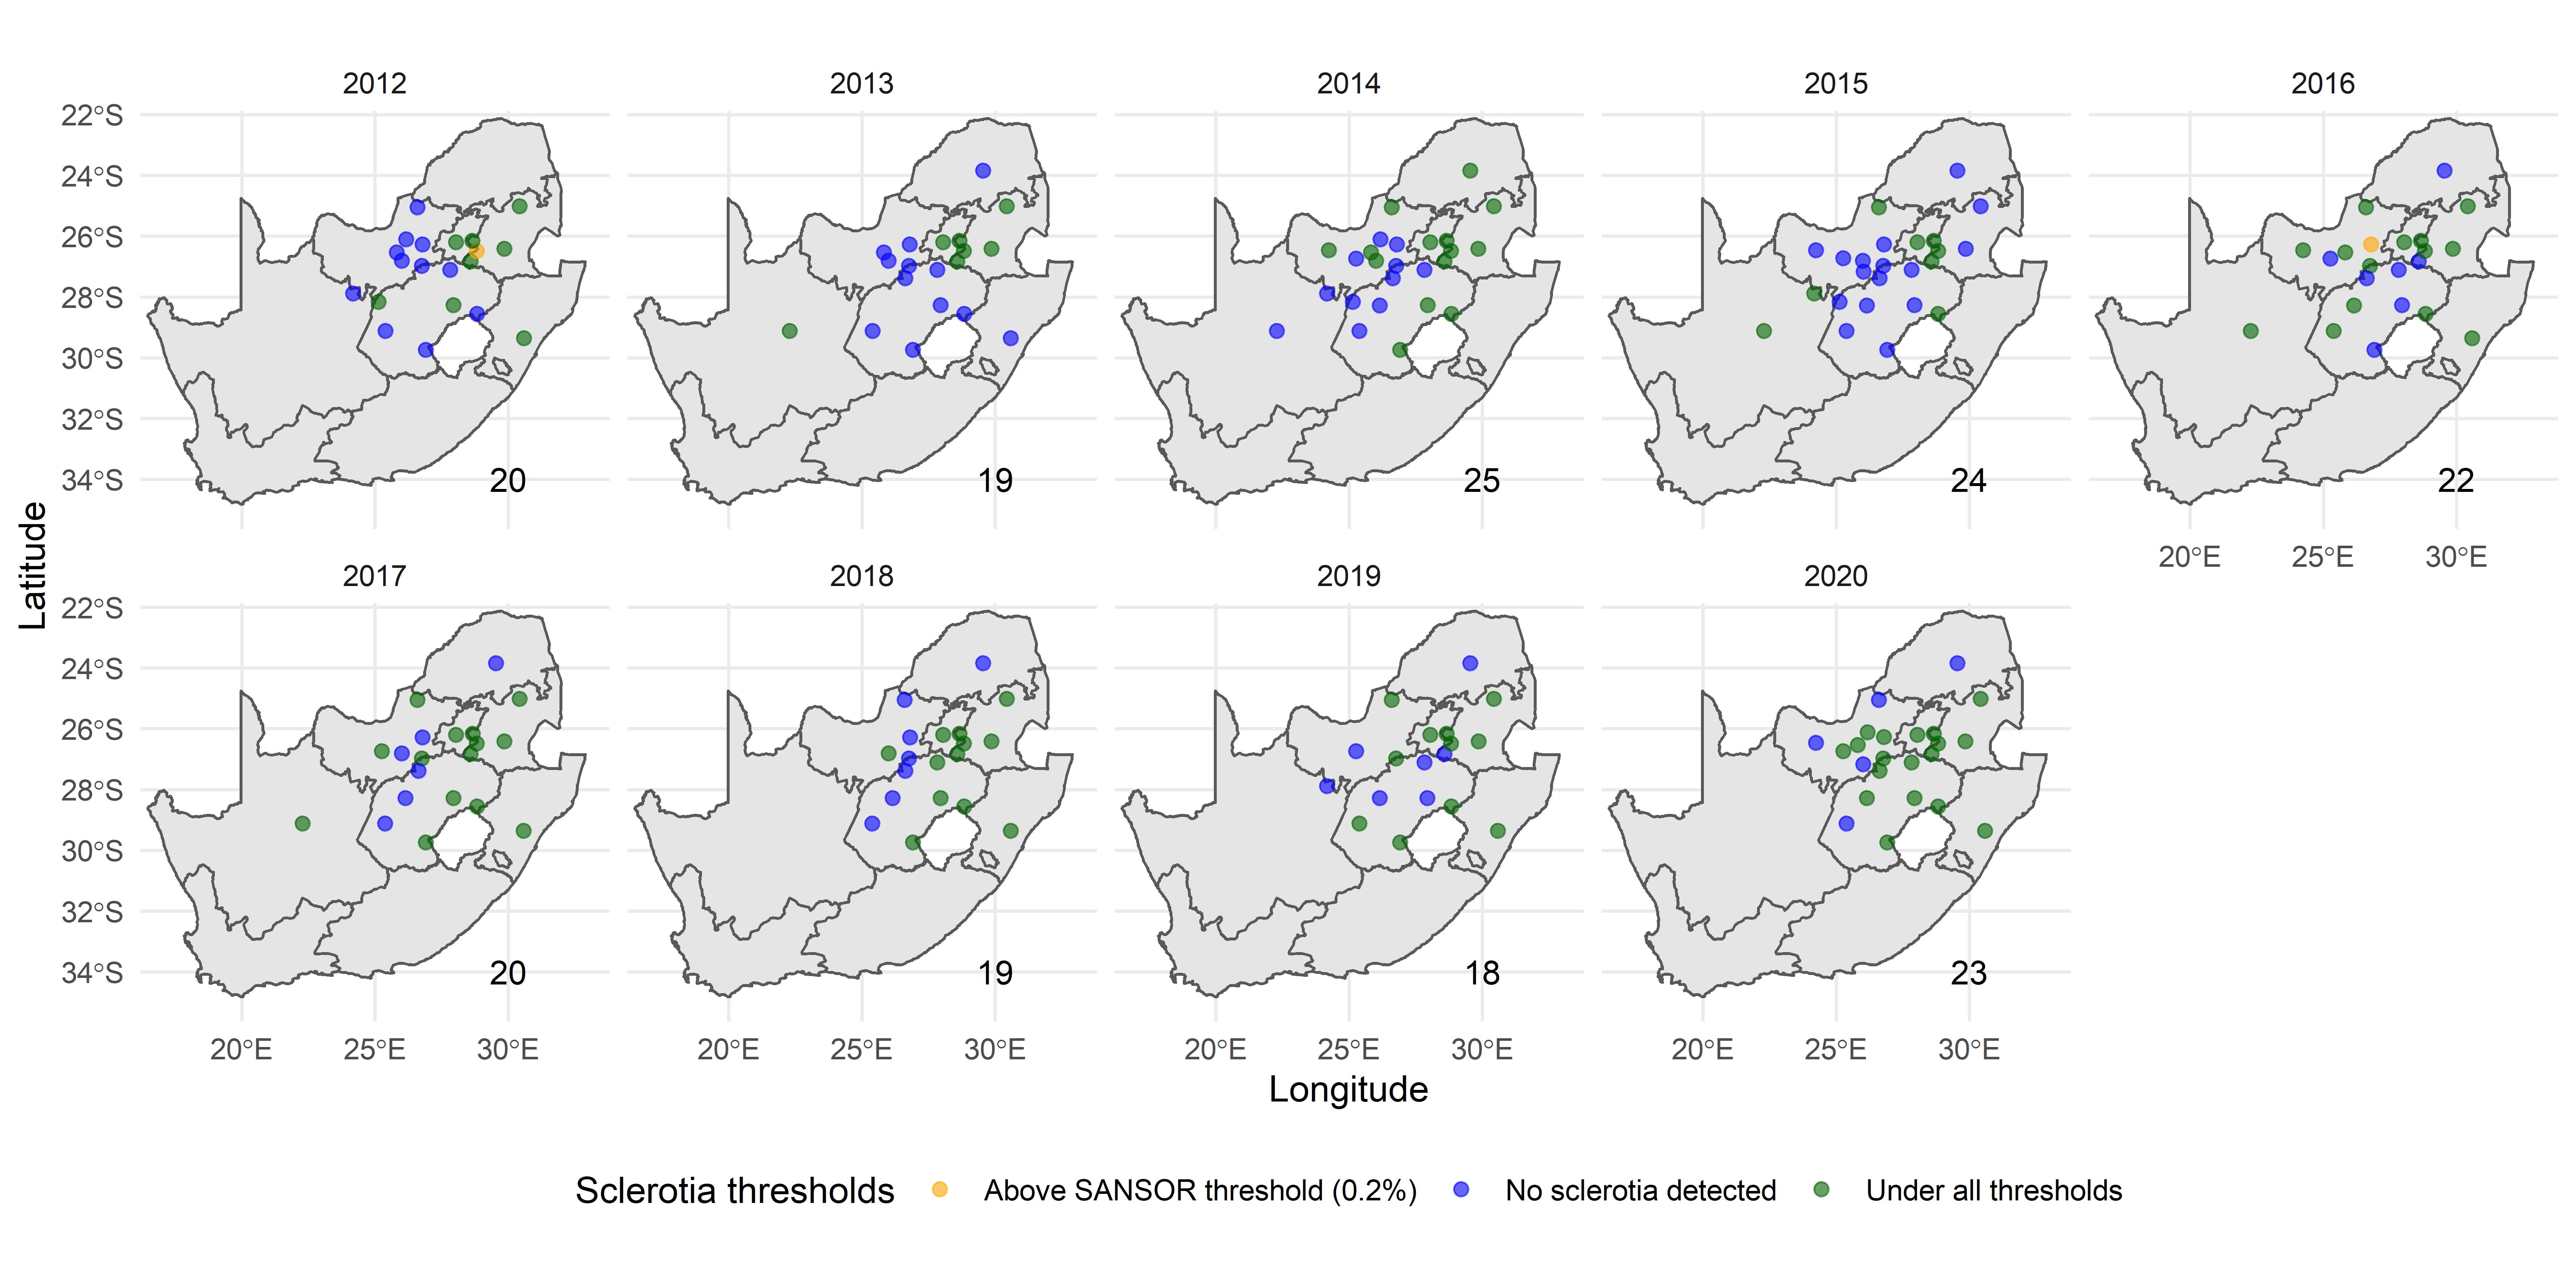 2012 2013 2014 2015 2016
22°S
24°S
26°S
28°S
30°S
32°S
34°S
20 19 25 24 22
20°E 25°E 30°E
2017 2018 2019 2020
22°S
24°S
26°S
28°S
30°S
32°S
34°S
20 19 18 23
20°E 25°E 30°E 20°E 25°E 30°E 20°E 25°E 30°E 20°E 25°E 30°E
Latitude
Longitude
Sclerotia thresholds Above SANSOR threshold (0.2%) No sclerotia detected Under all thresholds